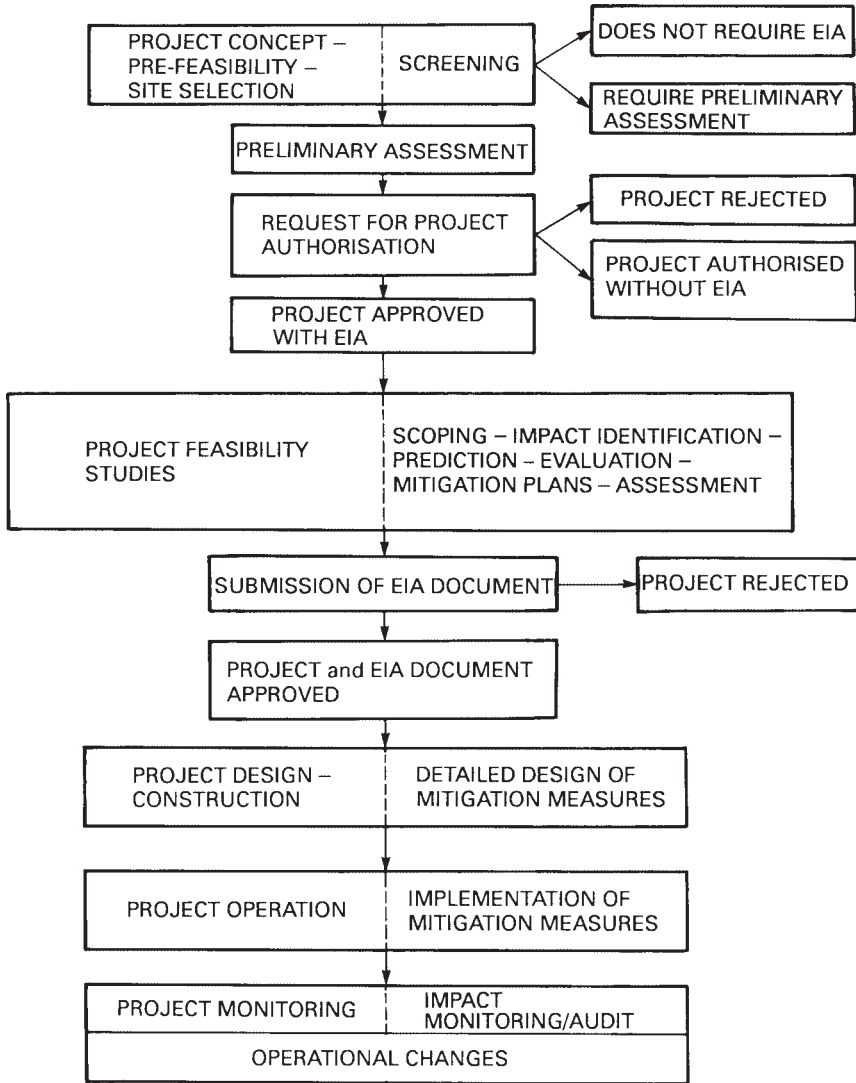 PROJECT CONCEPT –
PRE-FEASIBILITY –
SITE SELECTION
SCREENING
DOES NOT REQUIRE EIA
REQUIRE PRELIMINARY
ASSESSMENT
PRELIMINARY ASSESSMENT
REQUEST FOR PROJECT
AUTHORISATION
PROJECT REJECTED
PROJECT AUTHORISED
WITHOUT EIA
PROJECT APPROVED
WITH EIA
PROJECT FEASIBILITY
STUDIES
SCOPING – IMPACT IDENTIFICATION –
PREDICTION – EVALUATION –
MITIGATION PLANS – ASSESSMENT
SUBMISSION OF EIA DOCUMENT
PROJECT REJECTED
PROJECT and EIA DOCUMENT
APPROVED
PROJECT DESIGN –
CONSTRUCTION
DETAILED DESIGN OF
MITIGATION MEASURES
PROJECT OPERATION
IMPLEMENTATION OF
MITIGATION MEASURES
PROJECT MONITORING
IMPACT
MONITORING/AUDIT
OPERATIONAL CHANGES